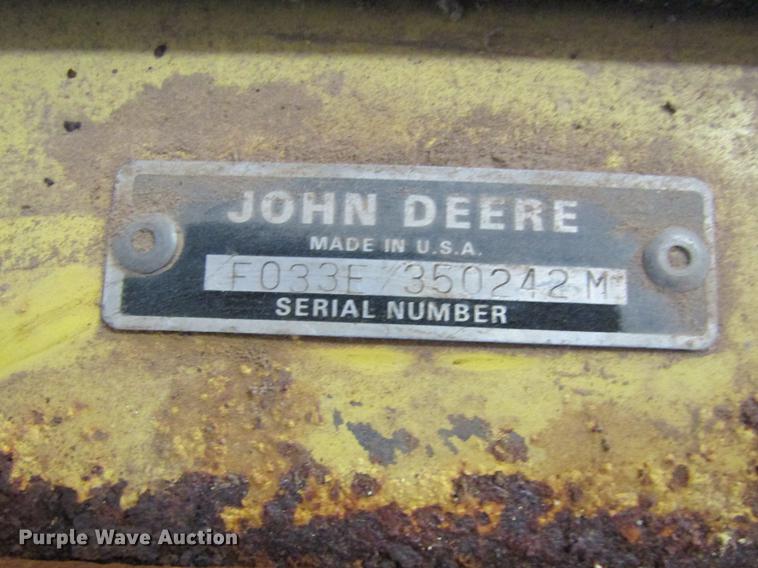 JOHN DEERE
MADE IN U.S.A.
F033E 350242 M
SERIAL NUMBER
Purple Wave Auction